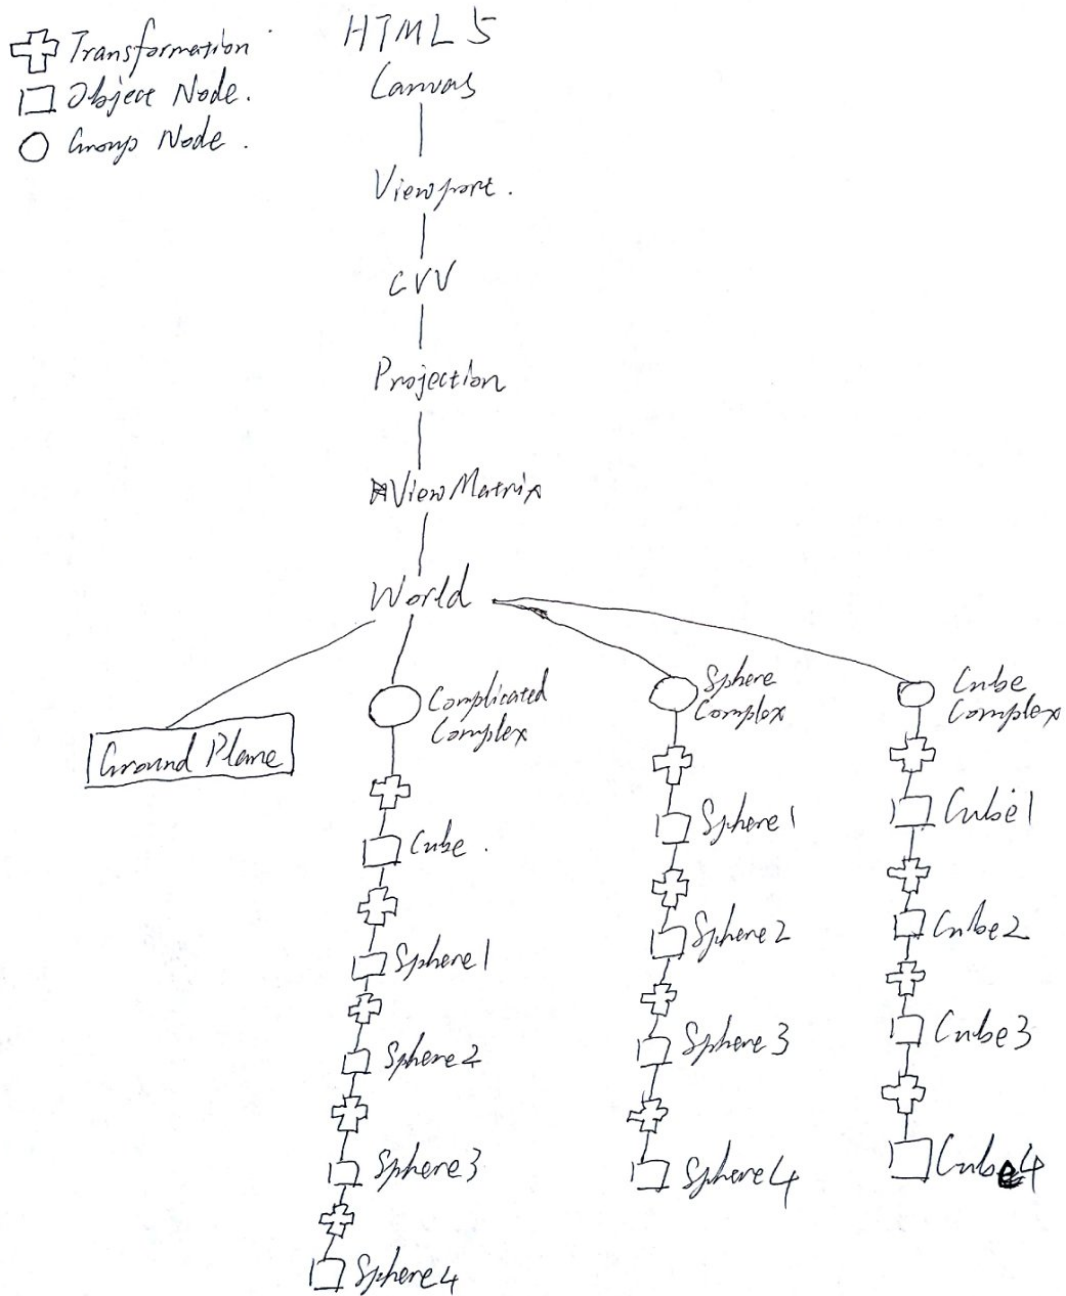 Transformation
Object Node.
Group Node.
HTML5
Canvas
Viewport.
CVV
Projection
ViewMatrix
World
Ground Plane
Complicated
Complex
Cube.
Sphere1
Sphere2
Sphere3
Sphere4
Sphere
Complex
Sphere1
Sphere2
Sphere3
Sphere4
Cube
Complex
Cube1
Cube2
Cube3
Cube4